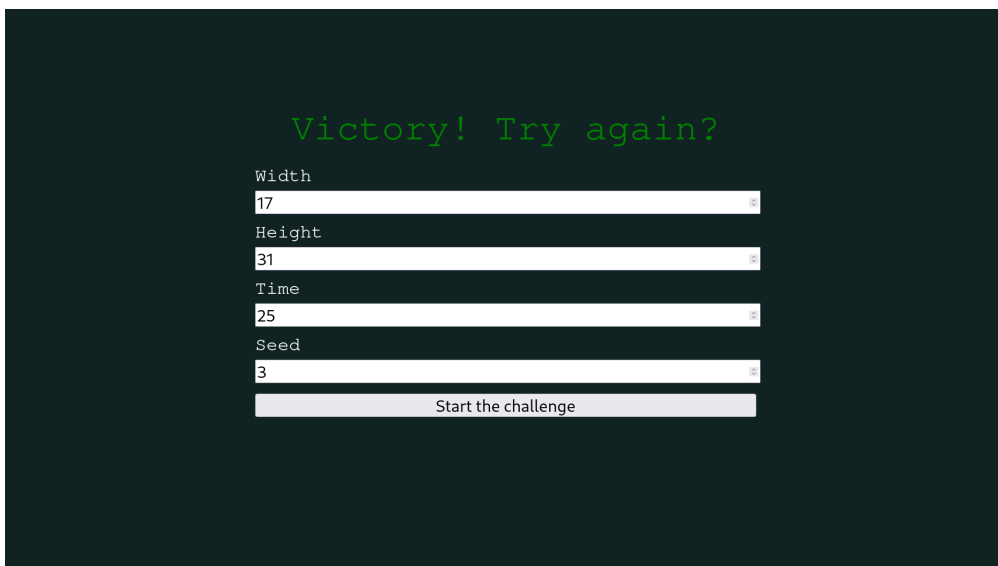 Victory! Try again?
Width
17
Height
31
Time
25
Seed
3
Start the challenge